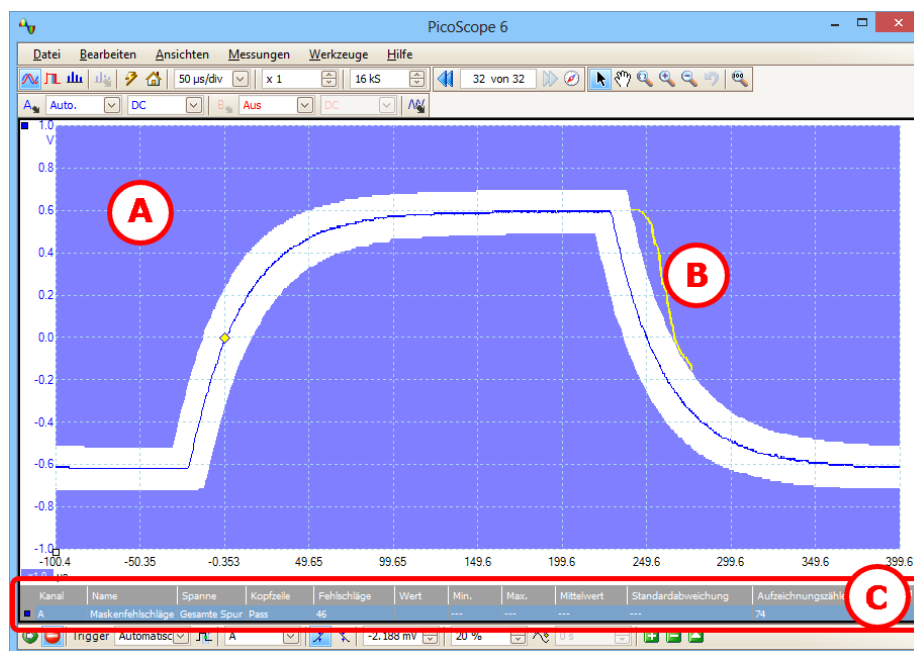 PicoScope 6
Datei Bearbeiten Ansichten Messungen Werkzeuge Hilfe
50 µs/div x 1 16 kS 32 von 32
A Auto. DC B Aus DC
1.0
V
0.8
0.6
0.4
0.2
0.0
-0.2
-0.4
-0.6
-0.8
-1.0
A
B
-100.4 -50.35 -0.353 49.65 99.65 149.6 199.6 249.6 299.6 349.6 399.6
Kanal Name Spanne Kopfzeile Fehlschläge Wert Min. Max. Mittelwert Standardabweichung Aufzeichnungszähle
A Maskenfehlschläge Gesamte Spur Pass 46 --- --- --- --- 74
C
Trigger Automatisc A -2.188 mV 20 % 0 s